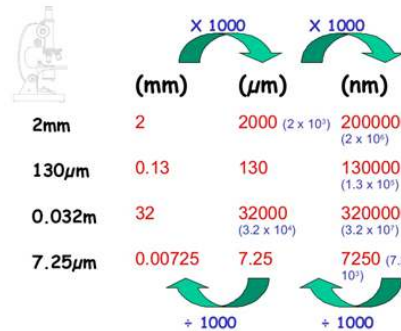 X 1000 X 1000
(mm) (μm) (nm)
2mm 2 2000 (2 x 10³) 200000
(2 x 10⁶)
130μm 0.13 130 130000
(1.3 x 10⁵)
0.032m 32 32000 320000
(3.2 x 10⁴) (3.2 x 10⁷)
7.25μm 0.00725 7.25 7250 (7.
10³)
÷ 1000 ÷ 1000